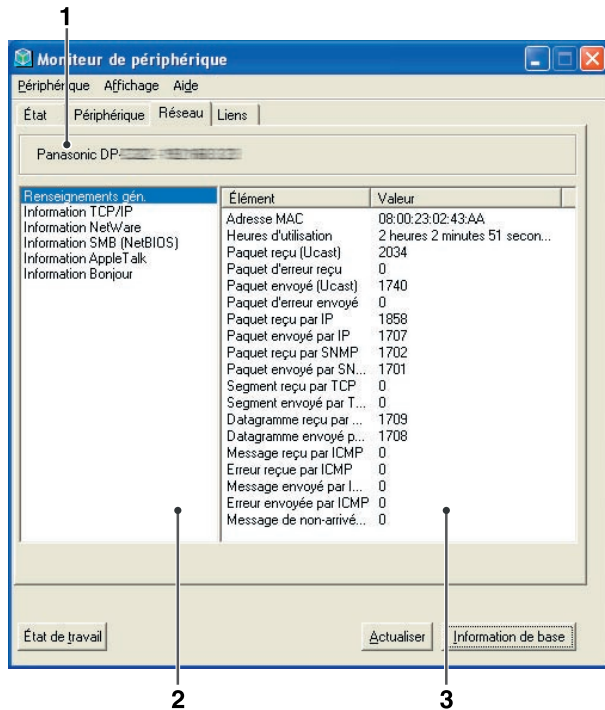 1
Moniteur de périphérique
Périphérique Affichage Aide
État Périphérique Réseau Liens
Panasonic DP-
Renseignements gén.
Information TCP/IP
Information NetWare
Information SMB (NetBIOS)
Information AppleTalk
Information Bonjour
Élément Valeur
Adresse MAC 08:00:23:02:43:AA
Heures d'utilisation 2 heures 2 minutes 51 secon...
Paquet reçu (Ucast) 2034
Paquet d'erreur reçu 0
Paquet envoyé (Ucast) 1740
Paquet d'erreur envoyé 0
Paquet reçu par IP 1858
Paquet envoyé par IP 1707
Paquet reçu par SNMP 1702
Paquet envoyé par SN... 1701
Segment reçu par TCP 0
Segment envoyé par T... 0
Datagramme reçu par ... 1709
Datagramme envoyé p... 1708
Message reçu par ICMP 0
Erreur reçue par ICMP 0
Message envoyé par I... 0
Erreur envoyée par ICMP 0
Message de non-arrivé... 0
État de travail Actualiser Information de base
2 3